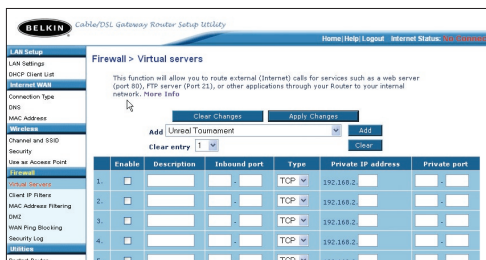 BELKIN Cable/DSL Gateway Router Setup Utility
Home|Help|Logout Internet Status:
LAN Setup
LAN Settings
DHCP Client List
Internet WAN
Connection Type
DNS
MAC Address
Wireless
Channel and SSID
Security
Use as Access Point
Firewall
Virtual Servers
Client IP Filters
MAC Address Filtering
DMZ
WAN Ping Blocking
Security Log
Utilities
Firewall > Virtual servers
This function will allow you to route external (Internet) calls for services such as a web server
(port 80), FTP server (Port 21), or other applications through your Router to your internal
network. More Info
Clear Changes Apply Changes
Add Unreal Tournament Add
Clear entry 1 Clear
Enable Description Inbound port Type Private IP address Private port
1. - TCP 192.168.2. -
2. - TCP 192.168.2. -
3. - TCP 192.168.2. -
4. - TCP 192.168.2. -
TCP